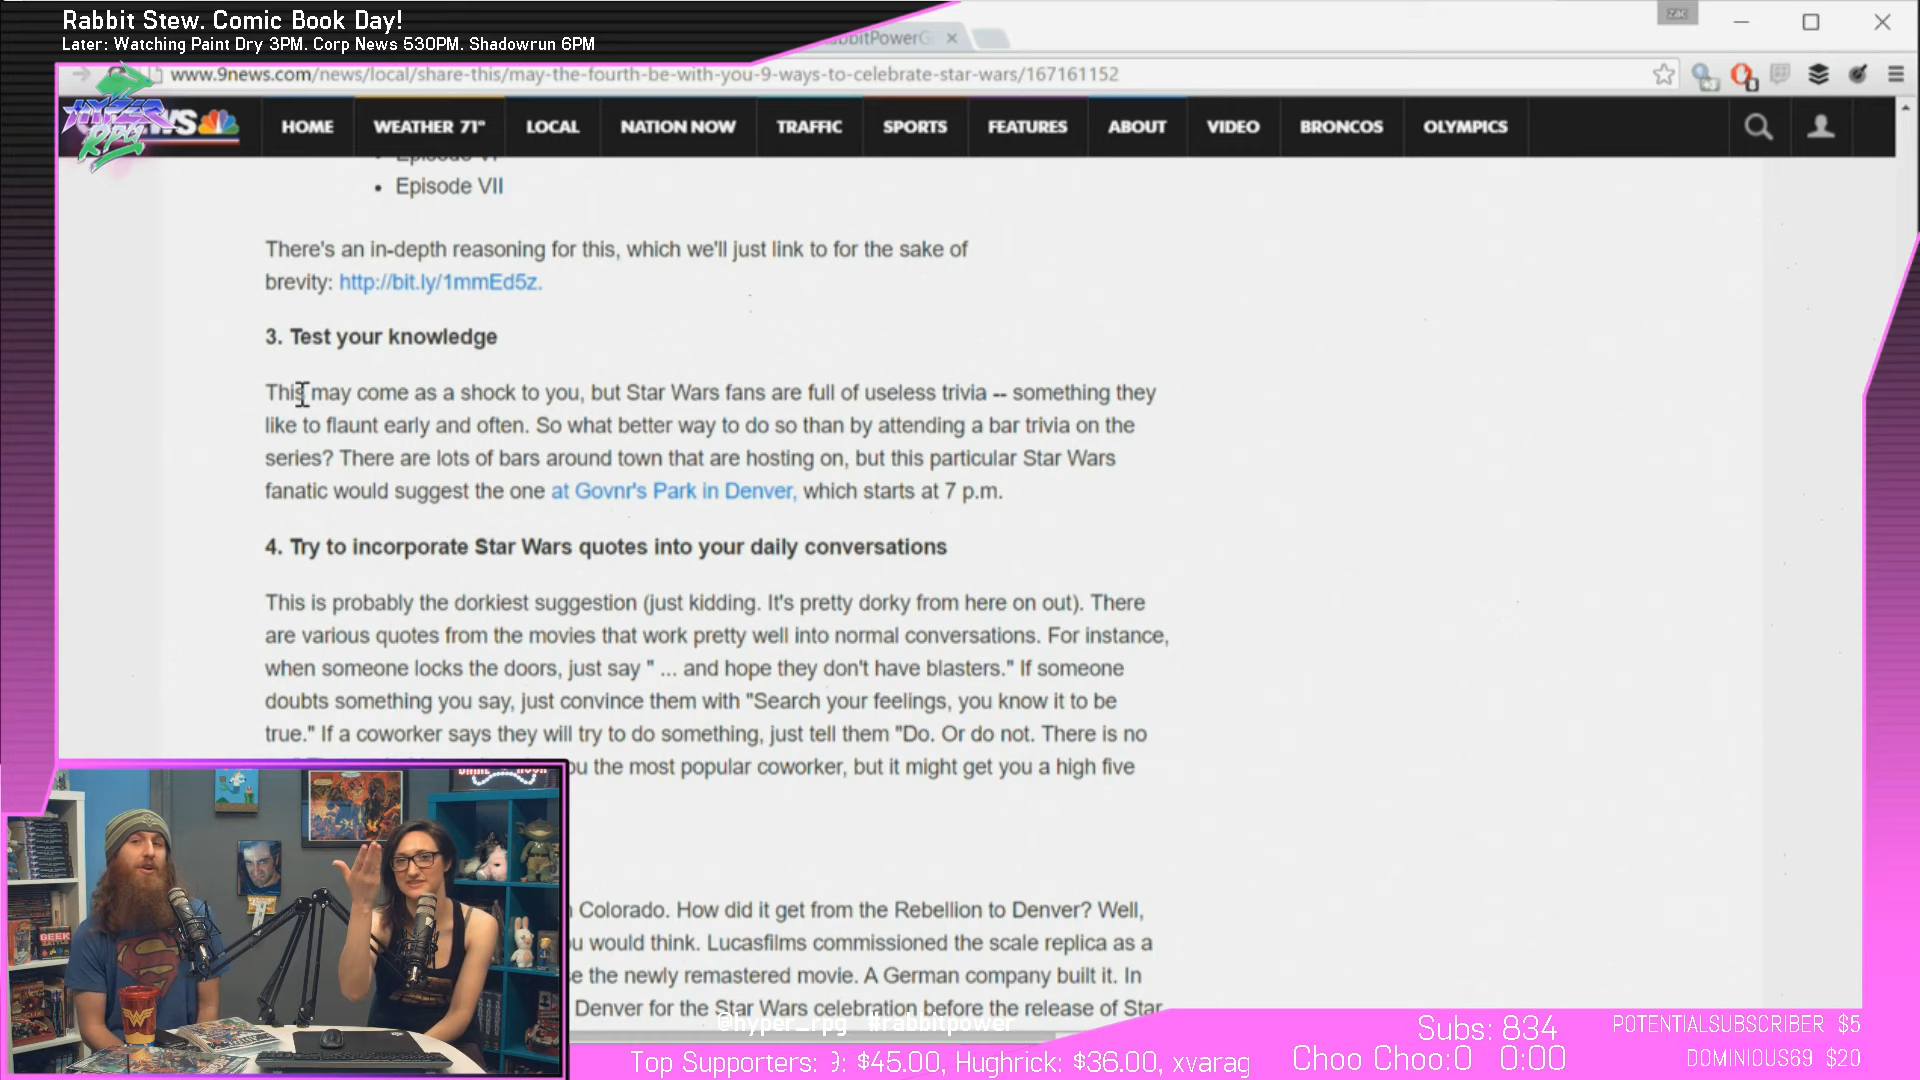 Rabbit Stew. Comic Book Day!
Later: Watching Paint Dry 3PM. Corp News 530PM. Shadowrun 6PM
zac
www.9news.com/news/local/share-this/may-the-fourth-be-with-you-9-ways-to-celebrate-star-wars/167161152
HYPER RPG
HOME WEATHER 71° LOCAL NATION NOW TRAFFIC SPORTS FEATURES ABOUT VIDEO BRONCOS OLYMPICS
• Episode VII
There's an in-depth reasoning for this, which we'll just link to for the sake of
brevity: http://bit.ly/1mmEd5z.
3. Test your knowledge
This may come as a shock to you, but Star Wars fans are full of useless trivia -- something they
like to flaunt early and often. So what better way to do so than by attending a bar trivia on the
series? There are lots of bars around town that are hosting on, but this particular Star Wars
fanatic would suggest the one at Govnr's Park in Denver, which starts at 7 p.m.
4. Try to incorporate Star Wars quotes into your daily conversations
This is probably the dorkiest suggestion (just kidding. It's pretty dorky from here on out). There
are various quotes from the movies that work pretty well into normal conversations. For instance,
when someone locks the doors, just say " ... and hope they don't have blasters." If someone
doubts something you say, just convince them with "Search your feelings, you know it to be
true." If a coworker says they will try to do something, just tell them "Do. Or do not. There is no
the most popular coworker, but it might get you a high five
Colorado. How did it get from the Rebellion to Denver? Well,
would think. Lucasfilms commissioned the scale replica as a
the newly remastered movie. A German company built it. In
Denver for the Star Wars celebration before the release of Star
GEEK
BATTLE
@hyper_rpg #rabbitpower
Subs: 834
POTENTIALSUBSCRIBER $5
Top Supporters: 9: $45.00, Hughrick: $36.00, xvarag
Choo Choo:0 0:00
DOMINIOUS69 $20